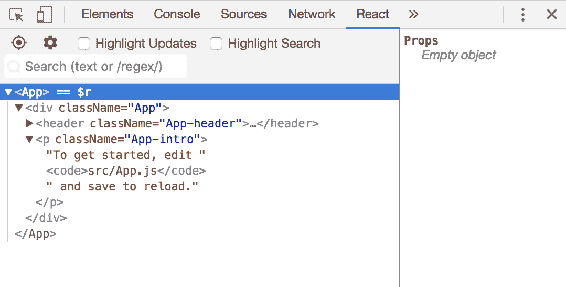 Elements Console Sources Network React »
Highlight Updates Highlight Search
Search (text or /regex/)
▼<App> == $r
▼<div className="App">
▶<header className="App-header">…</header>
▼<p className="App-intro">
"To get started, edit "
<code>src/App.js</code>
" and save to reload."
</p>
</div>
</App>
Props
Empty object